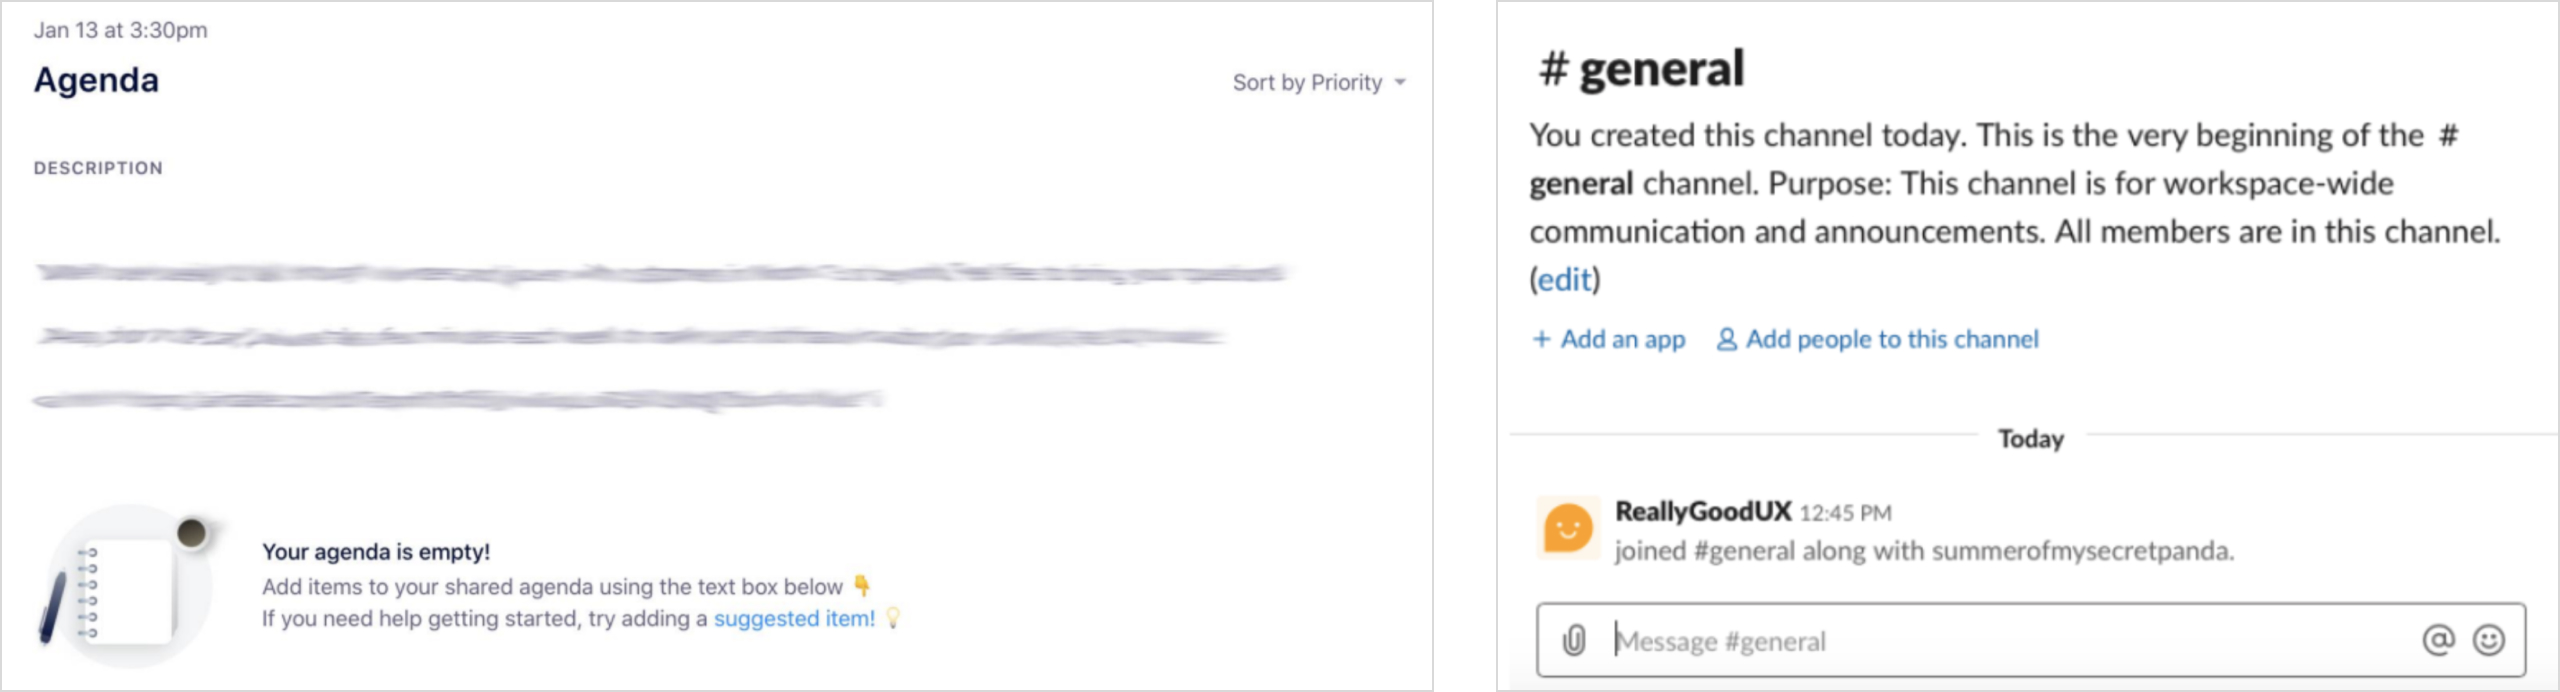 Jan 13 at 3:30pm
Agenda
Sort by Priority
DESCRIPTION
Your agenda is empty!
Add items to your shared agenda using the text box below 👇
If you need help getting started, try adding a suggested item! 💡
# general
You created this channel today. This is the very beginning of the #
general channel. Purpose: This channel is for workspace-wide
communication and announcements. All members are in this channel.
(edit)
+ Add an app Add people to this channel
Today
ReallyGoodUX 12:45 PM
joined #general along with summerofmysecretpanda.
Message #general